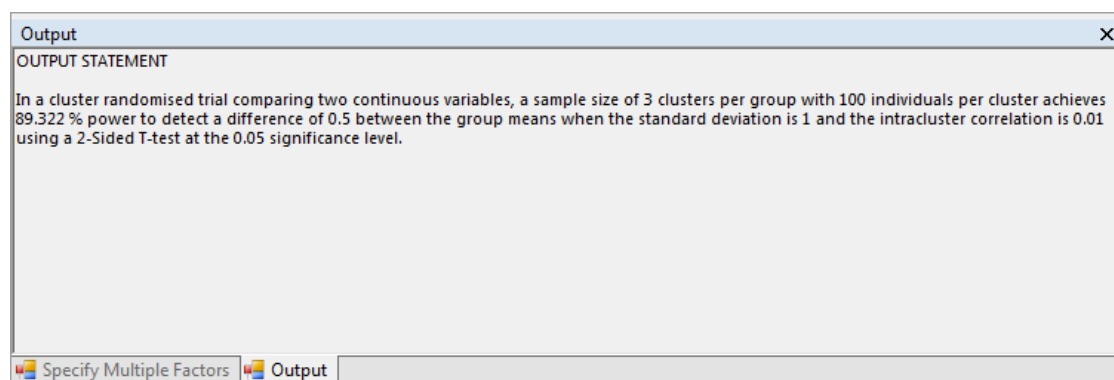 Output
OUTPUT STATEMENT
In a cluster randomised trial comparing two continuous variables, a sample size of 3 clusters per group with 100 individuals per cluster achieves
89.322 % power to detect a difference of 0.5 between the group means when the standard deviation is 1 and the intracluster correlation is 0.01
using a 2-Sided T-test at the 0.05 significance level.
Specify Multiple Factors Output